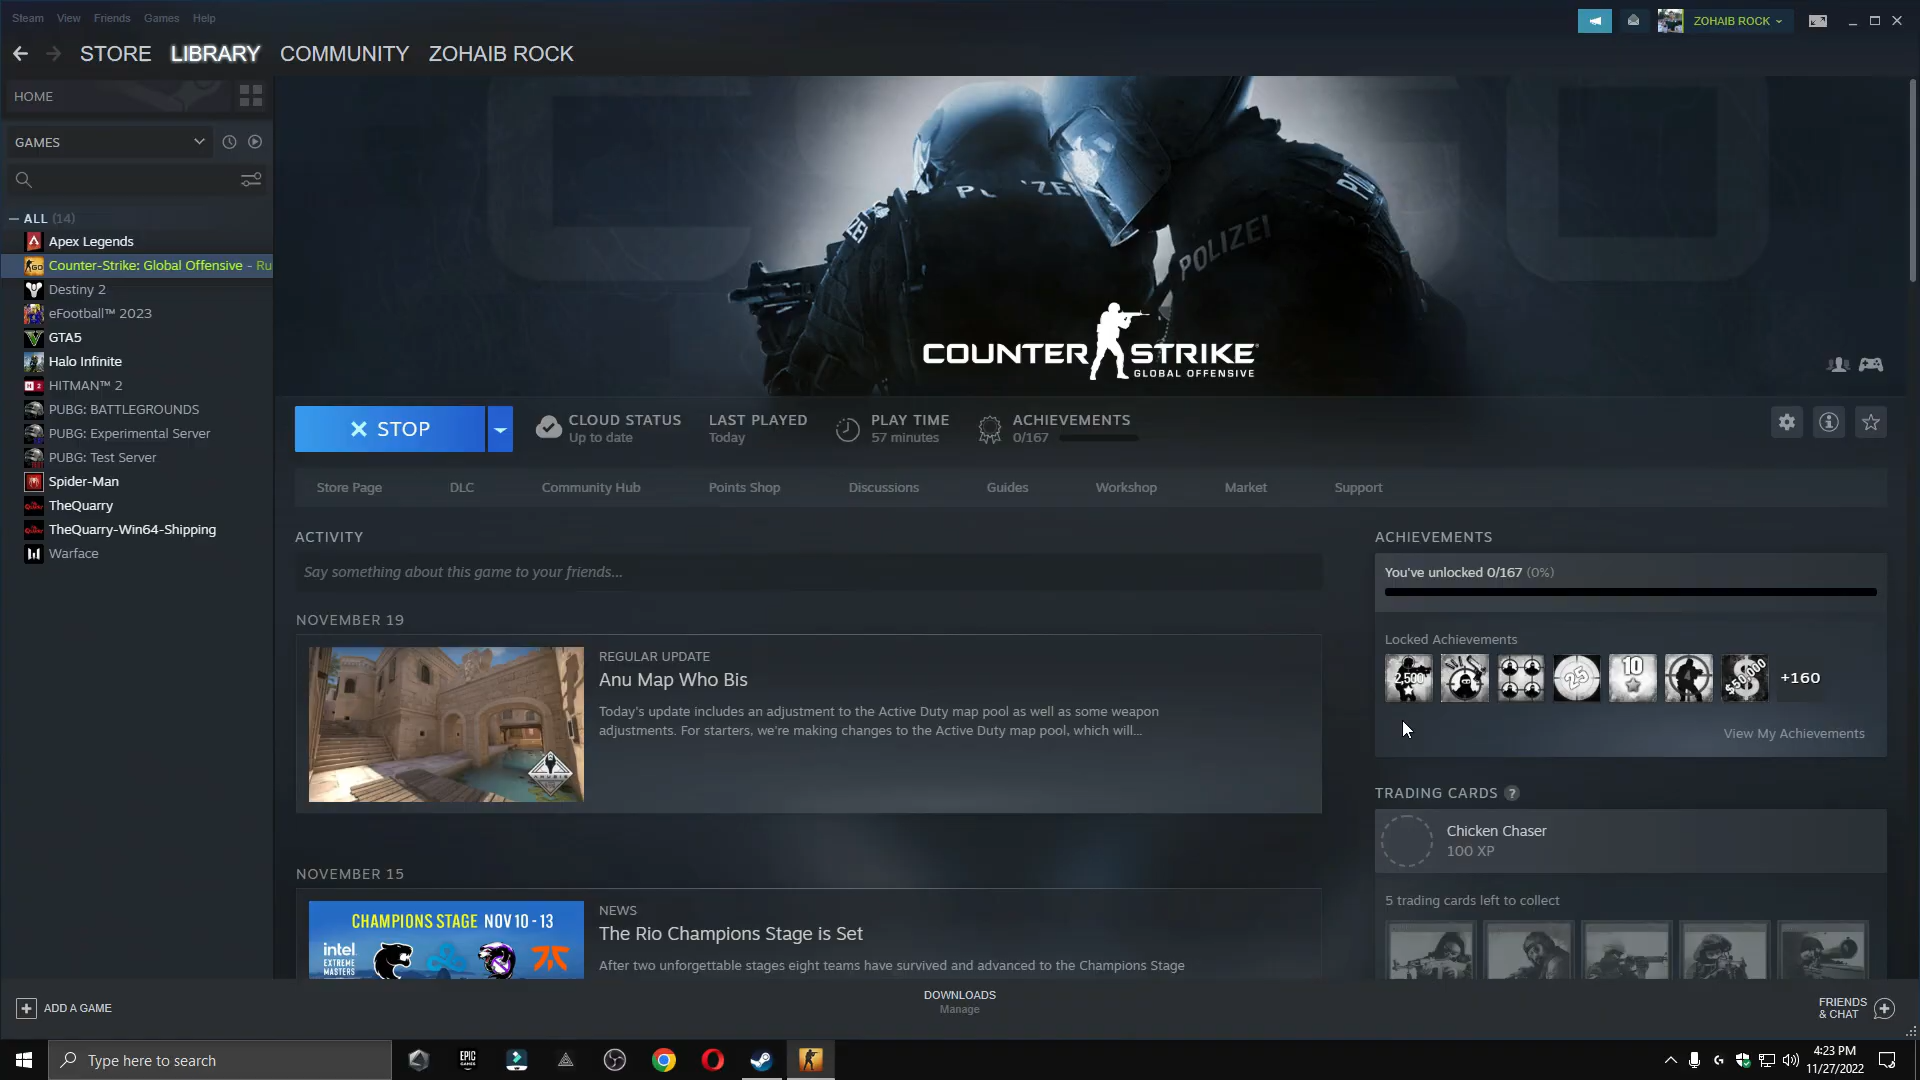 Steam View Friends Games Help
ZOHAIB ROCK
STORE LIBRARY COMMUNITY ZOHAIB ROCK
HOME
GAMES
ALL (14)
Apex Legends
Counter-Strike: Global Offensive - Ru
Destiny 2
eFootball™ 2023
GTA5
Halo Infinite
HITMAN™ 2
PUBG: BATTLEGROUNDS
PUBG: Experimental Server
PUBG: Test Server
Spider-Man
TheQuarry
TheQuarry-Win64-Shipping
Warface
POLIZEI
COUNTER STRIKE
GLOBAL OFFENSIVE
STOP
CLOUD STATUS
Up to date
LAST PLAYED
Today
PLAY TIME
57 minutes
ACHIEVEMENTS
0/167
Store Page DLC Community Hub Points Shop Discussions Guides Workshop Market Support
ACTIVITY
Say something about this game to your friends...
NOVEMBER 19
REGULAR UPDATE
Anu Map Who Bis
Today's update includes an adjustment to the Active Duty map pool as well as some weapon
adjustments. For starters, we're making changes to the Active Duty map pool, which will...
NOVEMBER 15
CHAMPIONS STAGE NOV 10 - 13
intel
EXTREME
MASTERS
NEWS
The Rio Champions Stage is Set
After two unforgettable stages eight teams have survived and advanced to the Champions Stage
ACHIEVEMENTS
You've unlocked 0/167 (0%)
Locked Achievements
2,500
25
10
$50,000
+160
View My Achievements
TRADING CARDS ?
Chicken Chaser
100 XP
5 trading cards left to collect
ADD A GAME
DOWNLOADS
Manage
FRIENDS
& CHAT
Type here to search
EPIC
GAMES
4:23 PM
11/27/2022